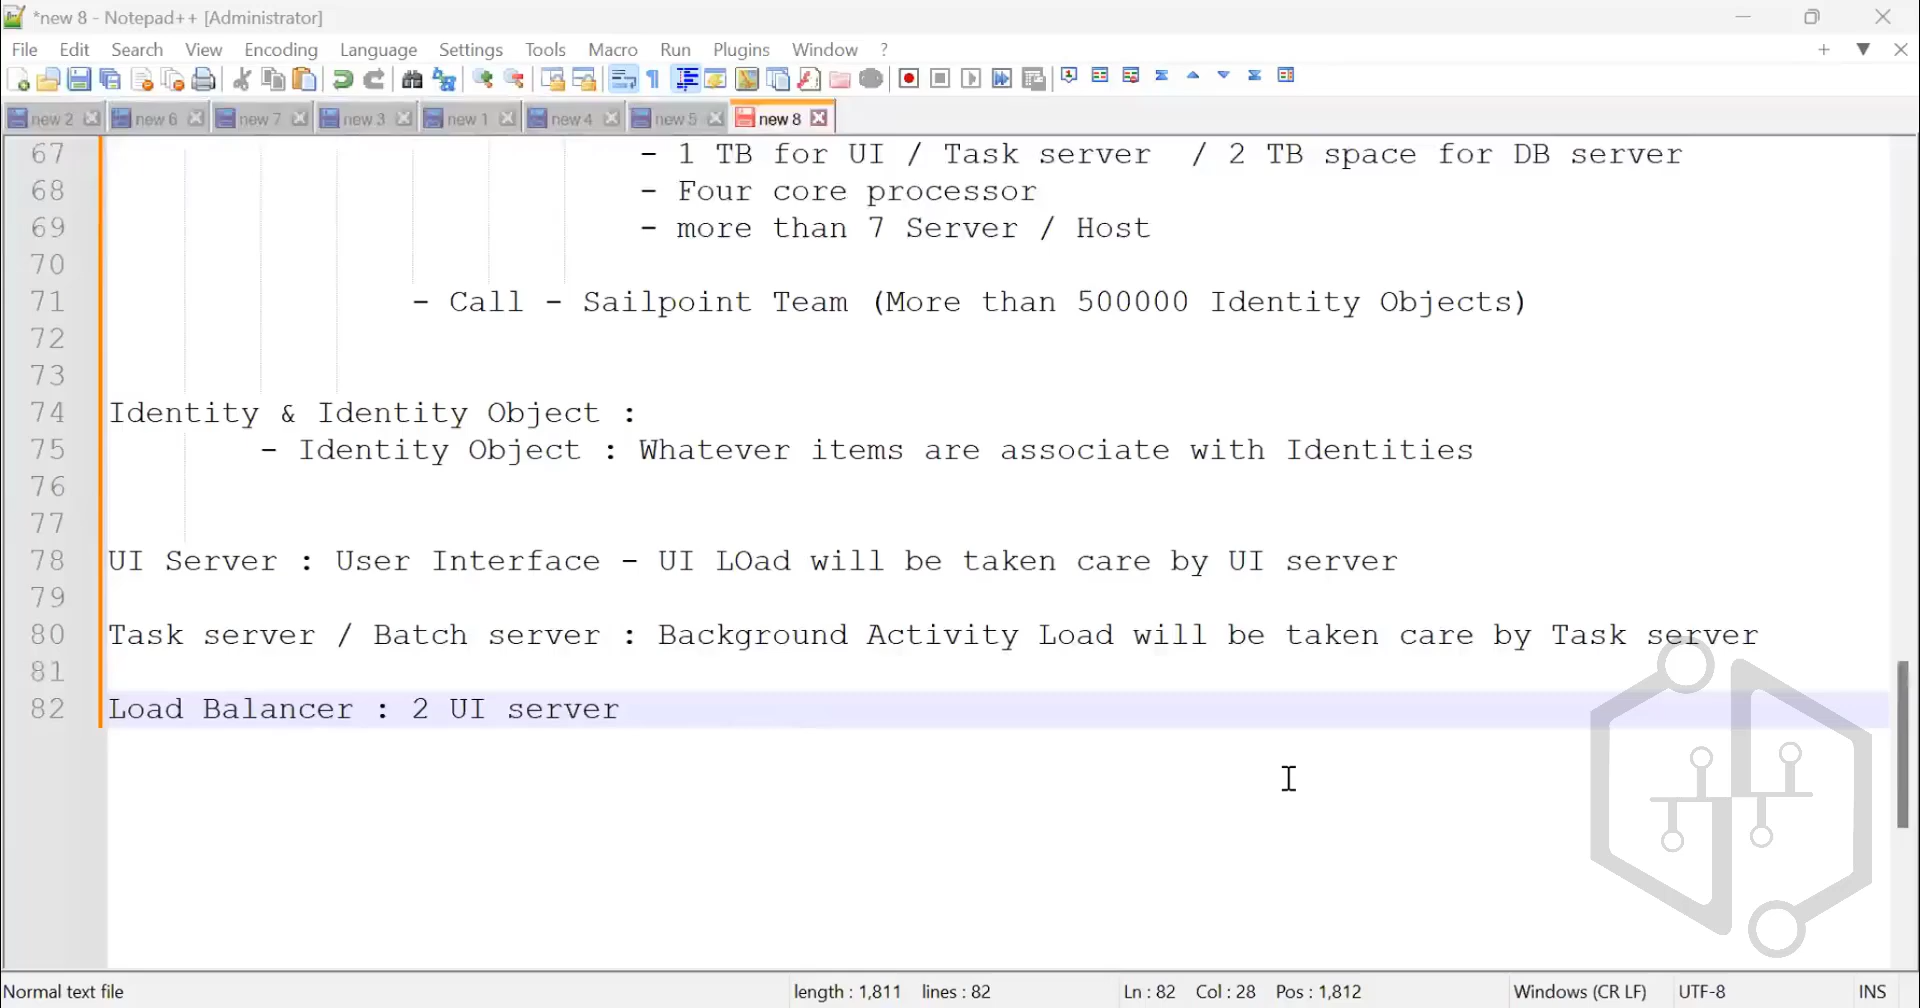 *new 8 - Notepad++ [Administrator]
File Edit Search View Encoding Language Settings Tools Macro Run Plugins Window ?
new 2 new 6 new 7 new 3 new 1 new 4 new 5 new 8
67 - 1 TB for UI / Task server / 2 TB space for DB server
68 - Four core processor
69 - more than 7 Server / Host
70
71 - Call - Sailpoint Team (More than 500000 Identity Objects)
72
73
74 Identity & Identity Object :
75 - Identity Object : Whatever items are associate with Identities
76
77
78 UI Server : User Interface - UI LOad will be taken care by UI server
79
80 Task server / Batch server : Background Activity Load will be taken care by Task server
81
82 Load Balancer : 2 UI server
Normal text file length : 1,811 lines : 82 Ln : 82 Col : 28 Pos : 1,812 Windows (CR LF) UTF-8 INS